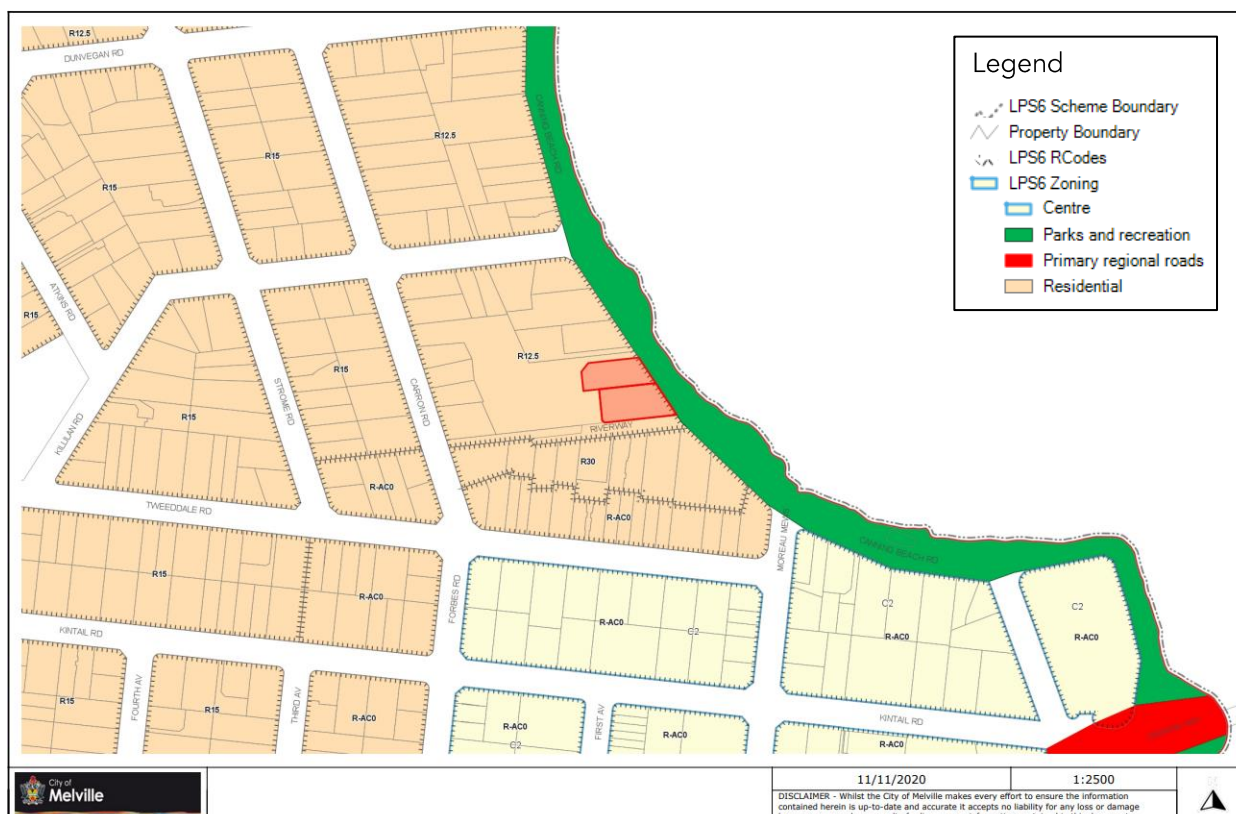 R12.5
DUNVEGAN RD
R15
R12.5
R15
CANNING BEACH RD
ATKINS RD
R15
R12.5
R15
R15
STROME RD
CARRON RD
KILLILAN RD
RIVERWAY
R30
R-AC0
R-AC0
TWEEDDALE RD
MOREAU MEWS
CANNING BEACH RD
R15
R-AC0
FORBES RD
R-AC0
C2
C2
R-AC0
C2
R-AC0
KINTAIL RD
R15
FOURTH AV
R15
THIRD AV
R-AC0
R-AC0
C2
FIRST AV
R-AC0
KINTAIL RD
R-AC0
Legend
LPS6 Scheme Boundary
Property Boundary
LPS6 RCodes
LPS6 Zoning
Centre
Parks and recreation
Primary regional roads
Residential
City of
Melville
11/11/2020
1:2500
DISCLAIMER - Whilst the City of Melville makes every effort to ensure the information
contained herein is up-to-date and accurate it accepts no liability for any loss or damage